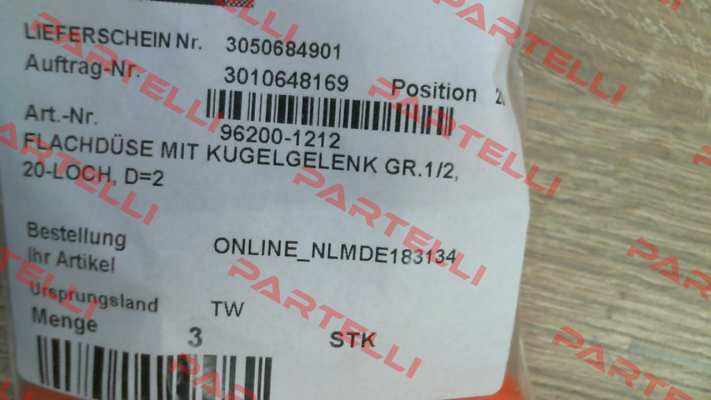 LIEFERSCHEIN Nr. 3050684901
Auftrag-Nr. 3010648169 Position
Art.-Nr. 96200-1212
FLACHDÜSE MIT KUGELGELENK GR.1/2,
20-LOCH, D=2
Bestellung ONLINE_NLMDE183134
Ihr Artikel
Ursprungsland TW
Menge 3 STK
PARTELLI
PARTELLI
PARTELLI
PARTELLI
PARTELLI
PARTELLI
PARTELLI